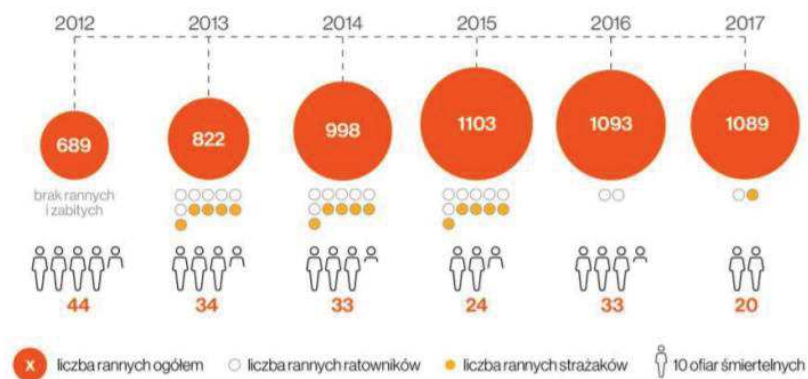 2012 2013 2014 2015 2016 2017
689 822 998 1103 1093 1089
brak rannych
i zabitych
44 34 33 24 33 20
X liczba rannych ogółem liczba rannych ratowników liczba rannych strażaków 10 ofiar śmiertelnych